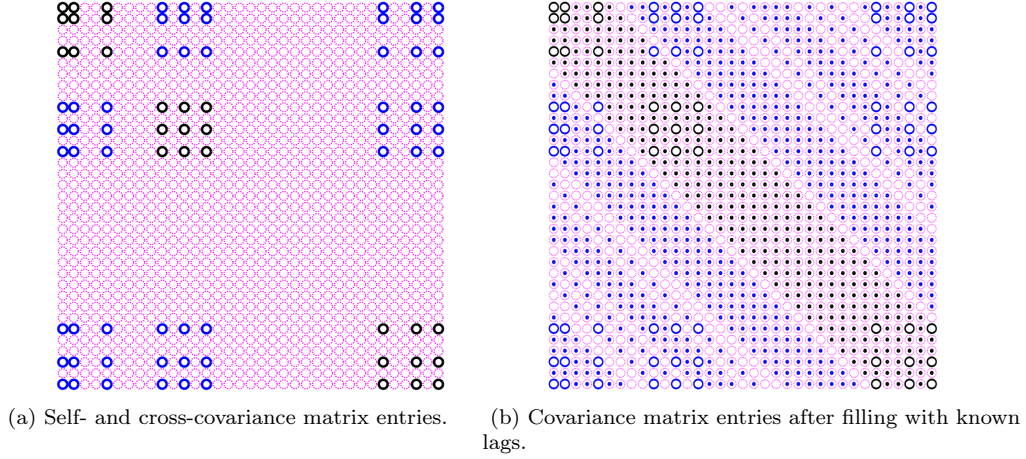 (a) Self- and cross-covariance matrix entries.
(b) Covariance matrix entries after filling with known
lags.